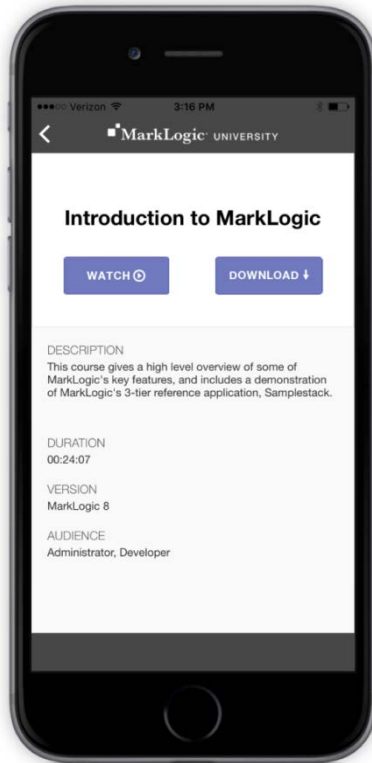 Verizon 3:16 PM
MarkLogic UNIVERSITY
Introduction to MarkLogic
WATCH
DOWNLOAD
DESCRIPTION
This course gives a high level overview of some of
MarkLogic's key features, and includes a demonstration
of MarkLogic's 3-tier reference application, Samplestack.
DURATION
00:24:07
VERSION
MarkLogic 8
AUDIENCE
Administrator, Developer